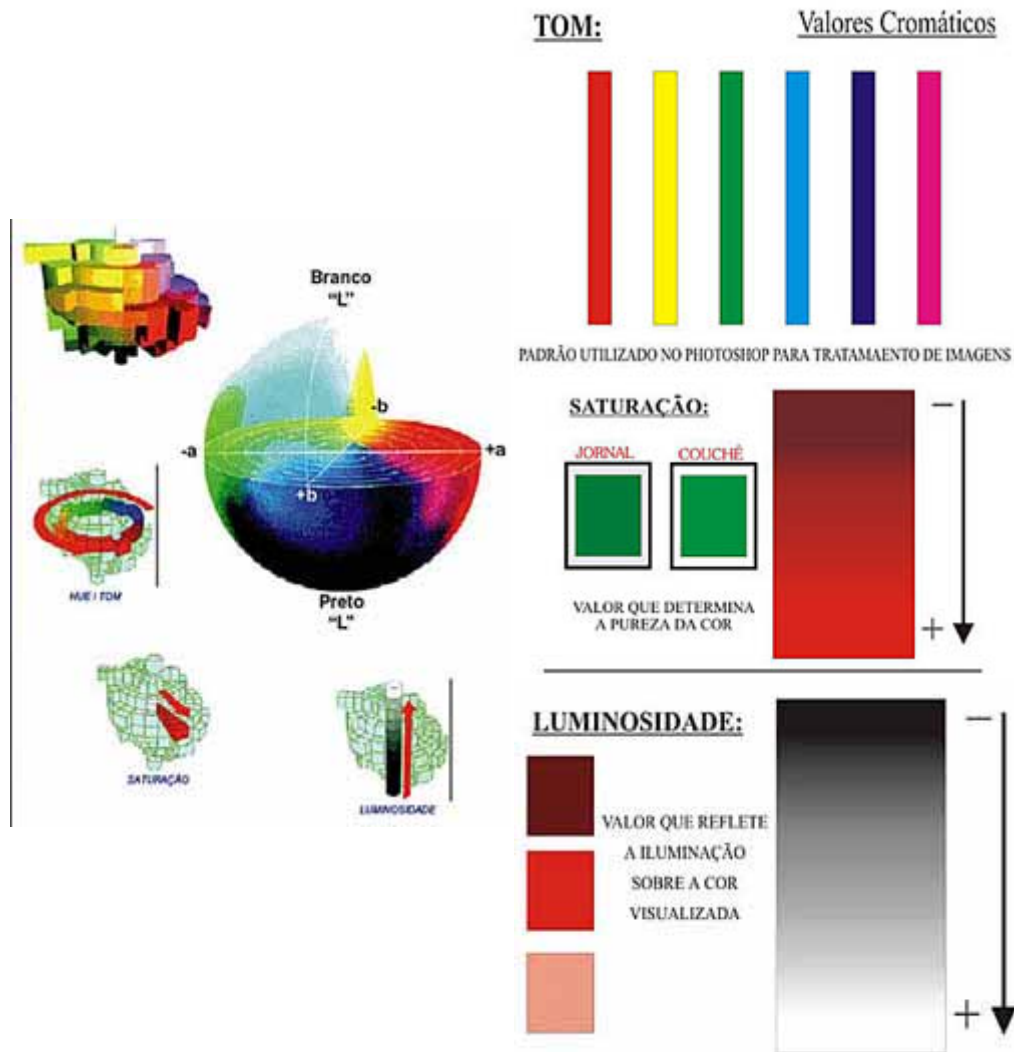 TOM:
Valores Cromáticos
PADRÃO UTILIZADO NO PHOTOSHOP PARA TRATAMAENTO DE IMAGENS
Branco
“L”
-b
-a
+a
+b
Preto
“L”
HUE / TOM
SATURAÇÃO
LUMINOSIDADE
SATURAÇÃO:
JORNAL
COUCHÊ
VALOR QUE DETERMINA
A PUREZA DA COR
−
+
LUMINOSIDADE:
VALOR QUE REFLETE
A ILUMINAÇÃO
SOBRE A COR
VISUALIZADA
−
+